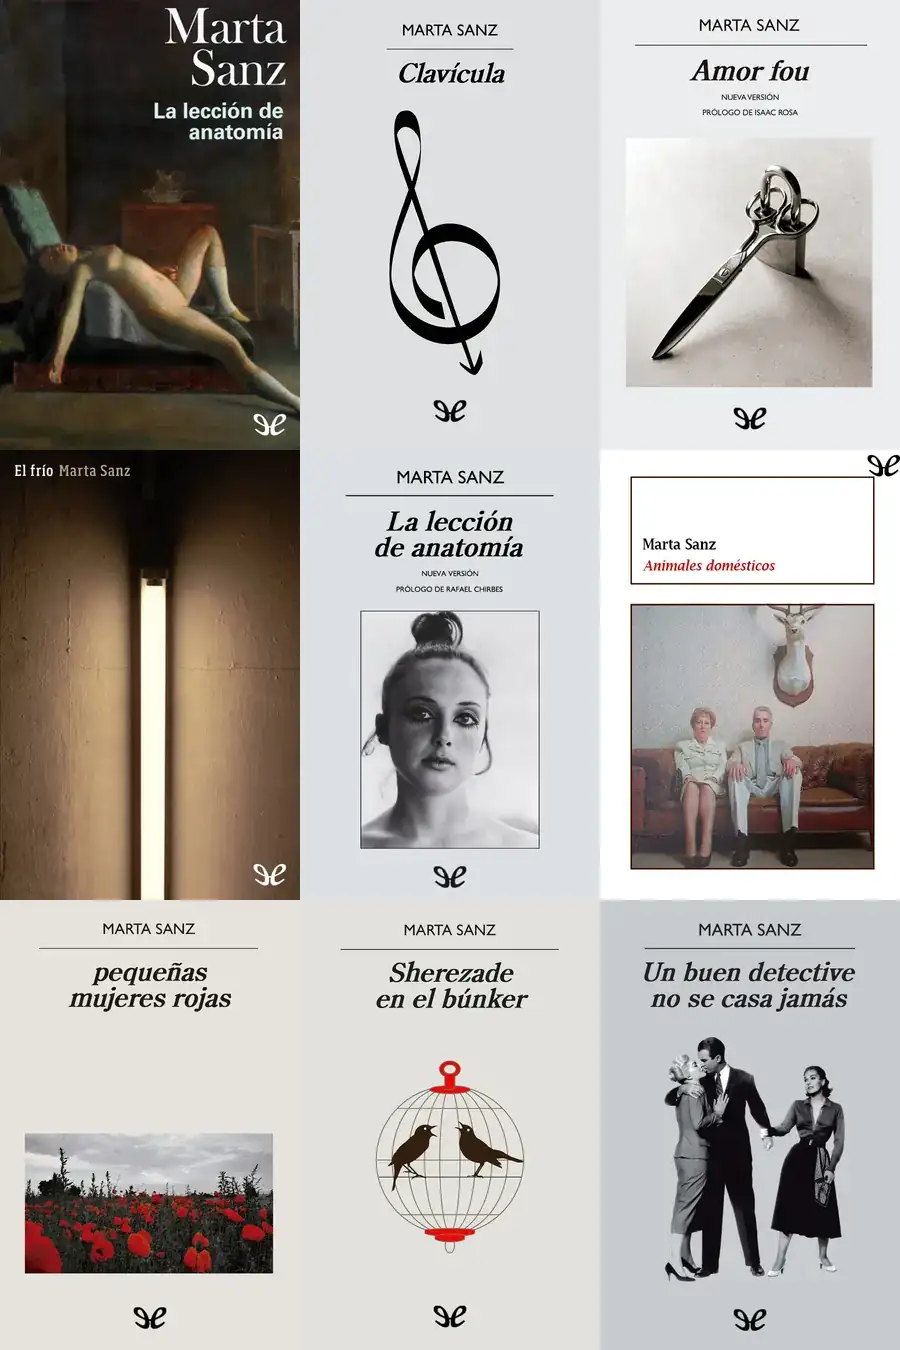 Marta
Sanz
La lección de
anatomía
MARTA SANZ
Clavícula
MARTA SANZ
Amor fou
NUEVA VERSIÓN
PRÓLOGO DE ISAAC ROSA
El frío Marta Sanz
MARTA SANZ
La lección
de anatomía
NUEVA VERSIÓN
PRÓLOGO DE RAFAEL CHIRBES
Marta Sanz
Animales domésticos
MARTA SANZ
pequeñas
mujeres rojas
MARTA SANZ
Sherezade
en el búnker
MARTA SANZ
Un buen detective
no se casa jamás